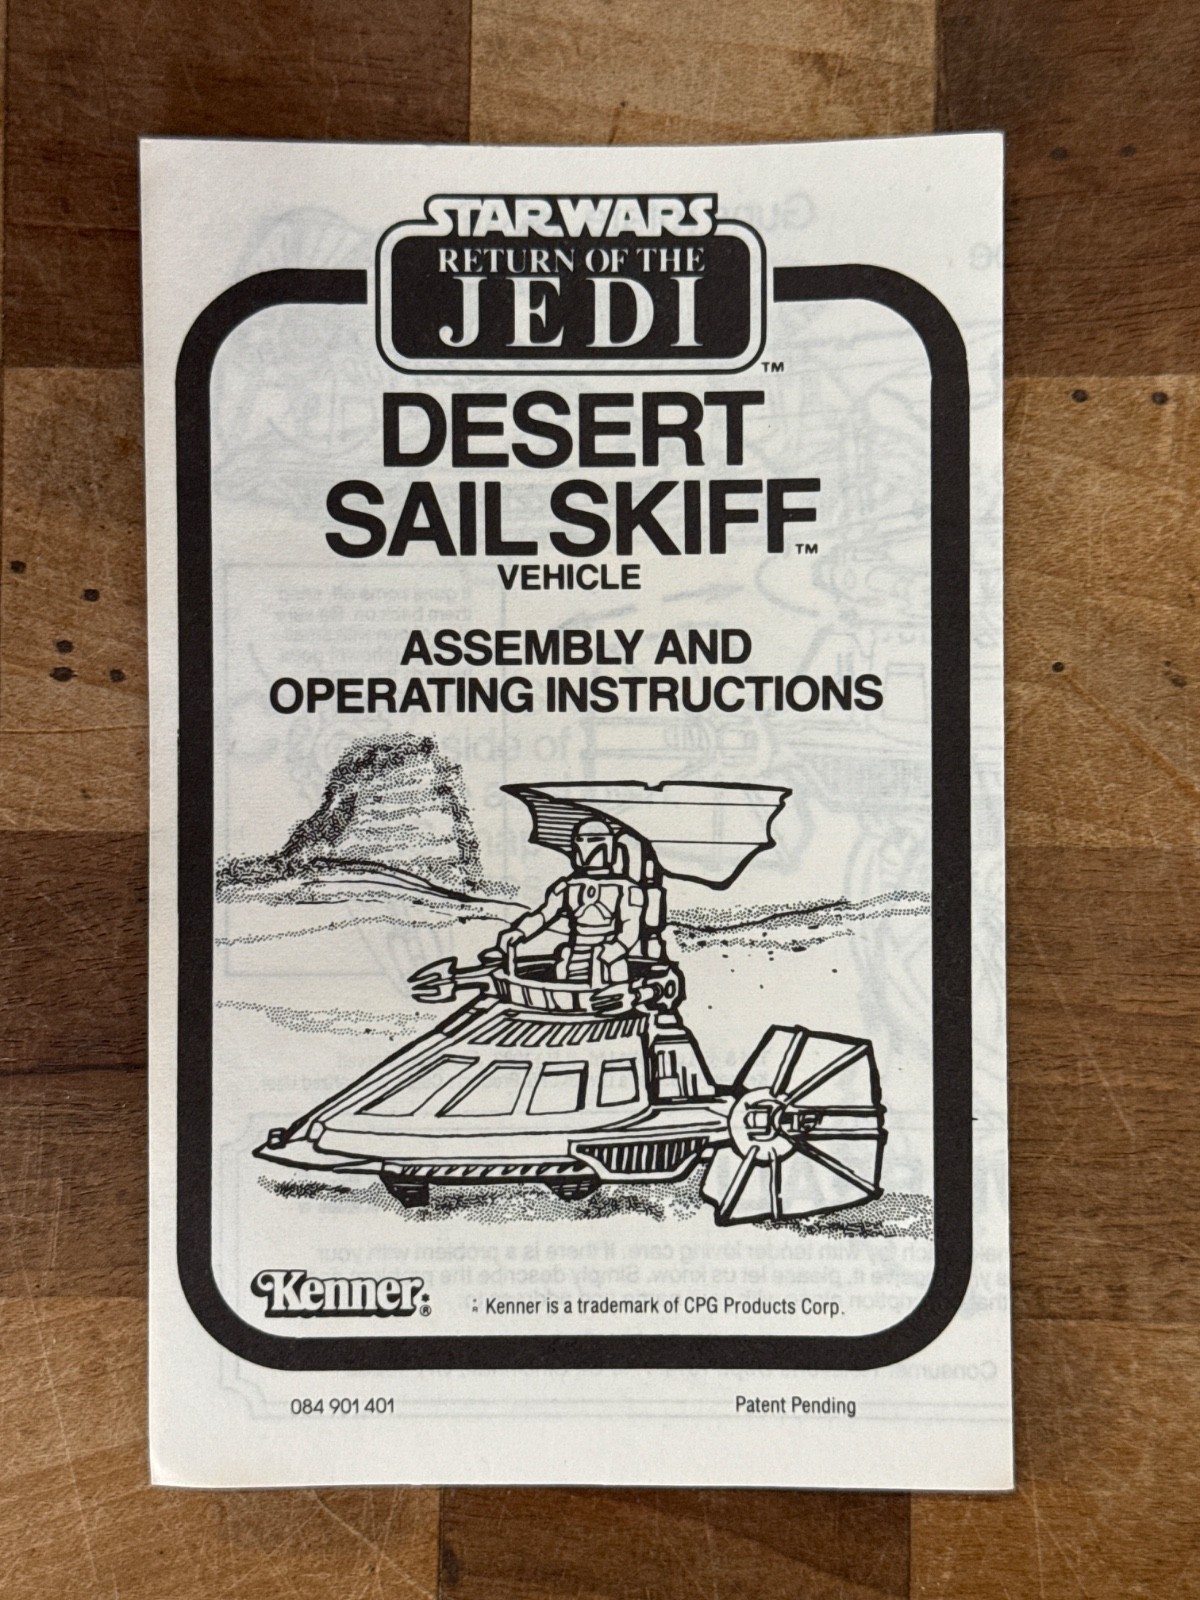 STAR WARS
RETURN OF THE
JEDI
TM
DESERT
SAIL SKIFF TM
VEHICLE
ASSEMBLY AND
OPERATING INSTRUCTIONS
Kenner ®
Kenner is a trademark of CPG Products Corp.
084 901 401
Patent Pending